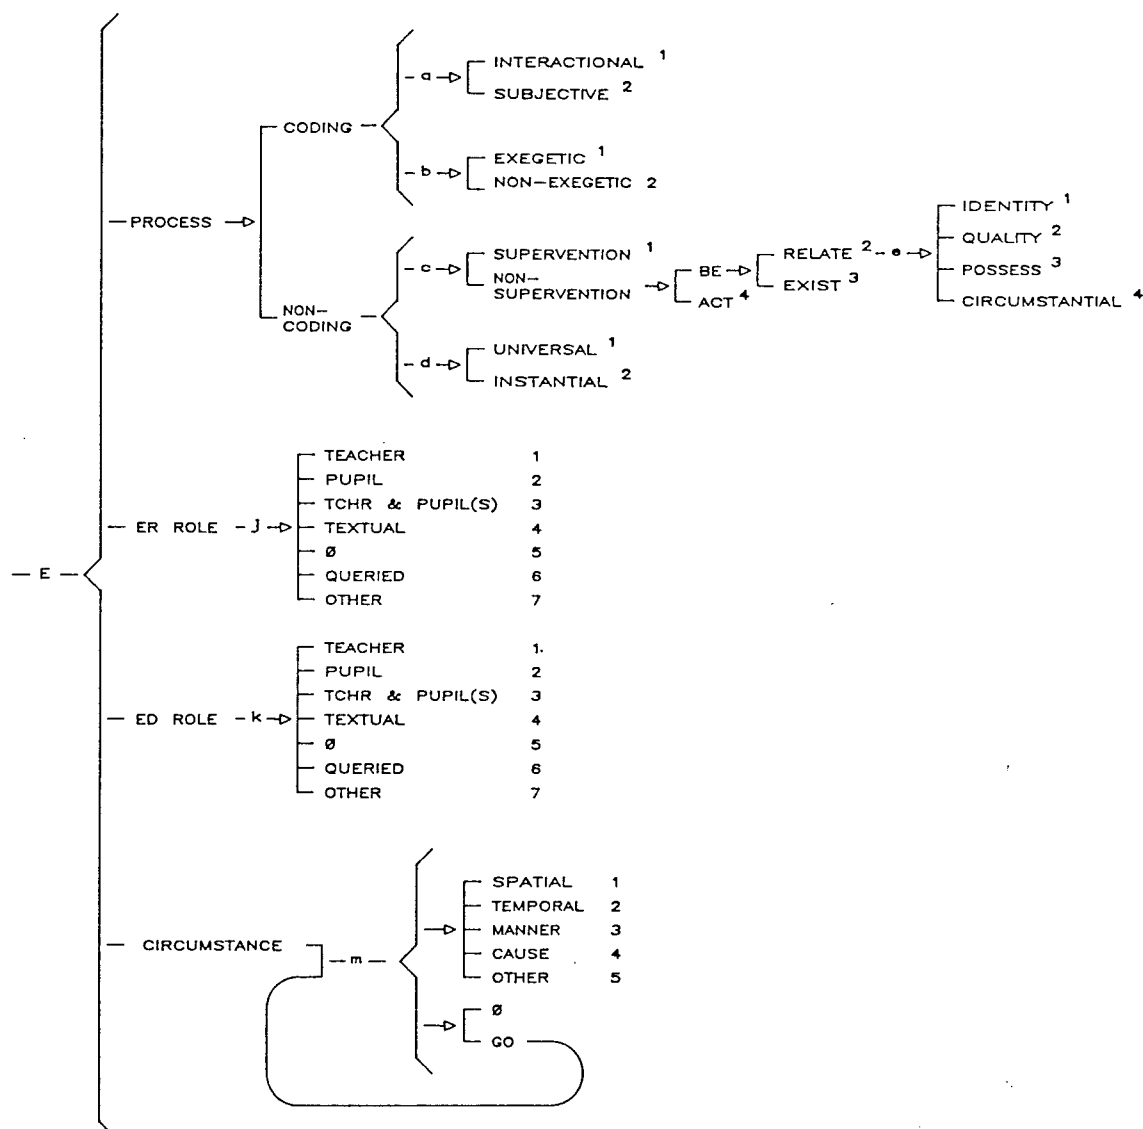 a INTERACTIONAL 1
SUBJECTIVE 2
CODING
b EXEGETIC 1
NON-EXEGETIC 2
PROCESS
c SUPERVENTION 1
NON-
SUPERVENTION
BE
ACT 4
RELATE 2 e
EXIST 3
IDENTITY 1
QUALITY 2
POSSESS 3
CIRCUMSTANTIAL 4
NON-
CODING
d UNIVERSAL 1
INSTANTIAL 2
E
ER ROLE j
TEACHER 1
PUPIL 2
TCHR & PUPIL(S) 3
TEXTUAL 4
Ø 5
QUERIED 6
OTHER 7
ED ROLE k
TEACHER 1.
PUPIL 2
TCHR & PUPIL(S) 3
TEXTUAL 4
Ø 5
QUERIED 6
OTHER 7
CIRCUMSTANCE m
SPATIAL 1
TEMPORAL 2
MANNER 3
CAUSE 4
OTHER 5
Ø
GO